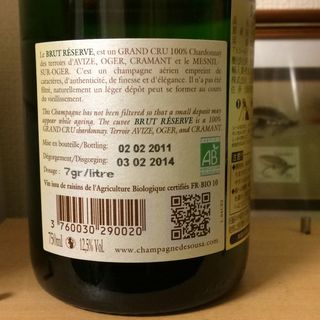 Le BRUT RÉSERVE, est un GRAND CRU 100% Chardonnay
des terroirs d'AVIZE, OGER, CRAMANT et le MESNIL-
SUR-OGER. C'est un champagne aérien empreint de
caractères, d'authenticité, de finesse et d'élégance. Il n'a pas été
filtré, naturellement un léger dépôt peut se former au cours
du vieillissement.
This Champagne has not been filtered so that a small deposit may
appear while ageing. The cuvee BRUT RÉSERVE is a 100%
GRAND CRU chardonnay. Terroir AVIZE, OGER, and CRAMANT.
Mis en bouteille/Bottling: 02 02 2011
Dégorgement/Disgorging: 03 02 2014
Dosage : 7gr/litre
AB
Vin issu de raisins de l'Agriculture Biologique certifiés FR BIO 10
3 760030 290020
750ml 12,5% Vol.
www.champagnedesousa.com